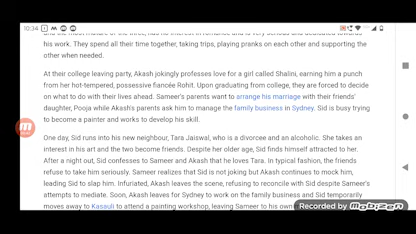 10:34
and the most mature of the three, has no interest in romance and is very serious and dedicated towards
his work. They spend all their time together, taking trips, playing pranks on each other and supporting the
other when needed.
At their college leaving party, Akash jokingly professes love for a girl called Shalini, earning him a punch
from her hot-tempered, possessive fiancée Rohit. Upon graduating from college, they are forced to decide
on what to do with their lives ahead. Sameer's parents want to arrange his marriage with their friends'
daughter, Pooja while Akash's parents ask him to manage the family business in Sydney. Sid is busy trying
to become a painter and works to develop his skill.
One day, Sid runs into his new neighbour, Tara Jaiswal, who is a divorcee and an alcoholic. She takes an
interest in his art and the two become friends. Despite her older age, Sid finds himself attracted to her.
After a night out, Sid confesses to Sameer and Akash that he loves Tara. In typical fashion, the friends
refuse to take him seriously. Sameer realizes that Sid is not joking but Akash continues to mock him,
leading Sid to slap him. Infuriated, Akash leaves the scene, refusing to reconcile with Sid despite Sameer's
attempts to mediate. Soon, Akash leaves for Sydney to work on the family business and Sid temporarily
moves away to Kasauli to attend a painting workshop, leaving Sameer to his own
Recorded by Mobizen